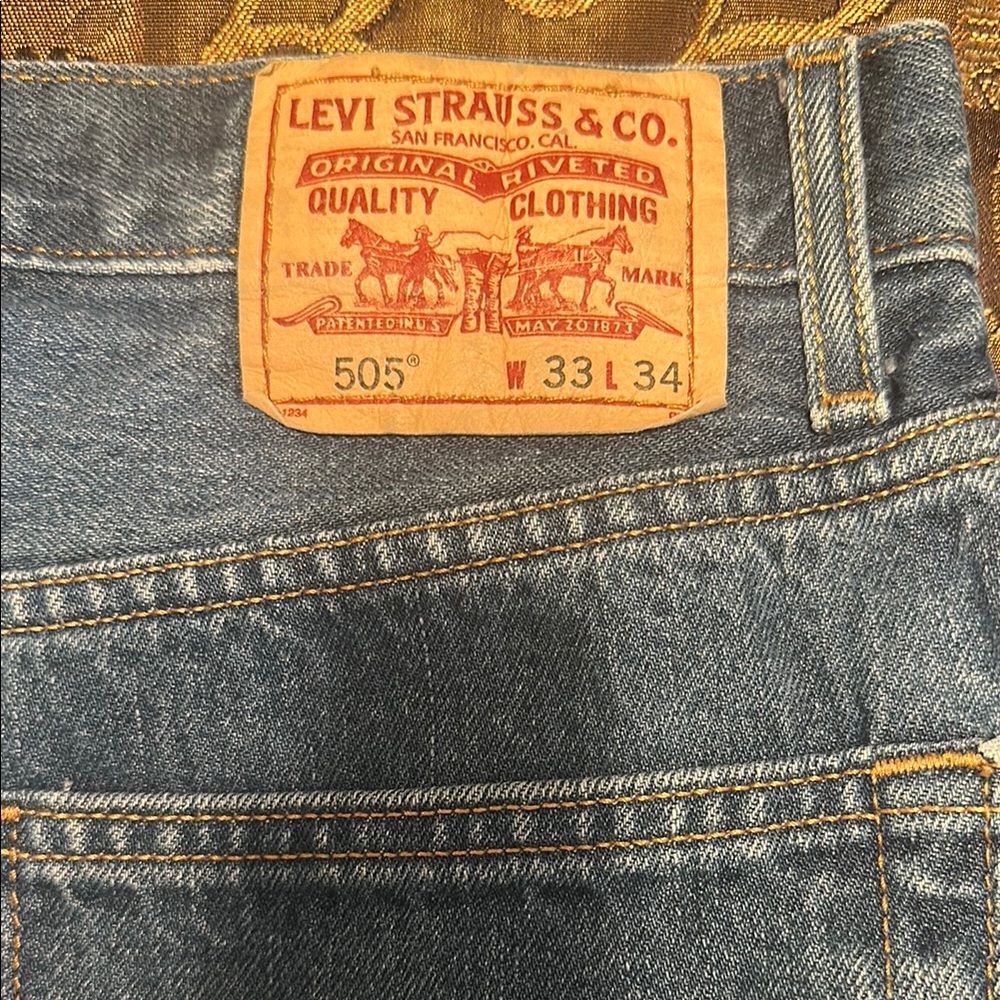 LEVI STRAUSS & CO.
SAN FRANCISCO. CAL.
ORIGINAL RIVETED
QUALITY CLOTHING
TRADE MARK
PATENTED IN U.S. MAY 20 1873
505® W 33 L 34
1234